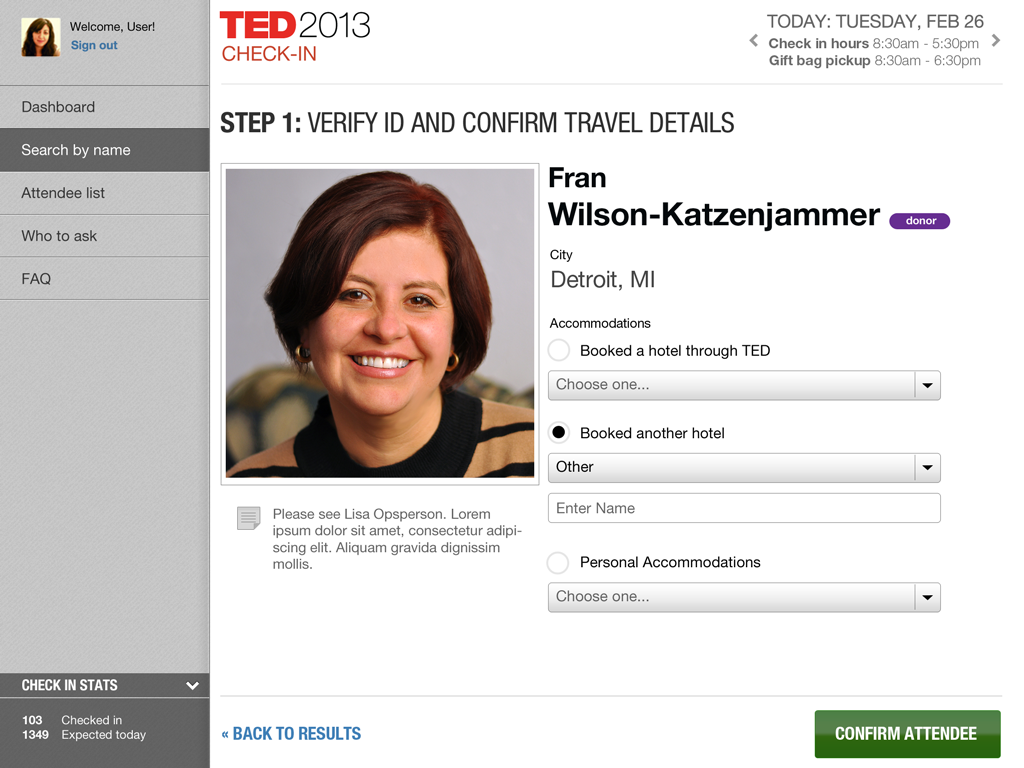 Welcome, User!
Sign out
Dashboard
Search by name
Attendee list
Who to ask
FAQ
CHECK IN STATS
103 Checked in
1349 Expected today
TED2013
CHECK-IN
TODAY: TUESDAY, FEB 26
Check in hours 8:30am - 5:30pm
Gift bag pickup 8:30am - 6:30pm
STEP 1: VERIFY ID AND CONFIRM TRAVEL DETAILS
Please see Lisa Opsperson. Lorem
ipsum dolor sit amet, consectetur adipi-
scing elit. Aliquam gravida dignissim
mollis.
Fran
Wilson-Katzenjammer donor
City
Detroit, MI
Accommodations
Booked a hotel through TED
Choose one...
Booked another hotel
Other
Enter Name
Personal Accommodations
Choose one...
« BACK TO RESULTS
CONFIRM ATTENDEE